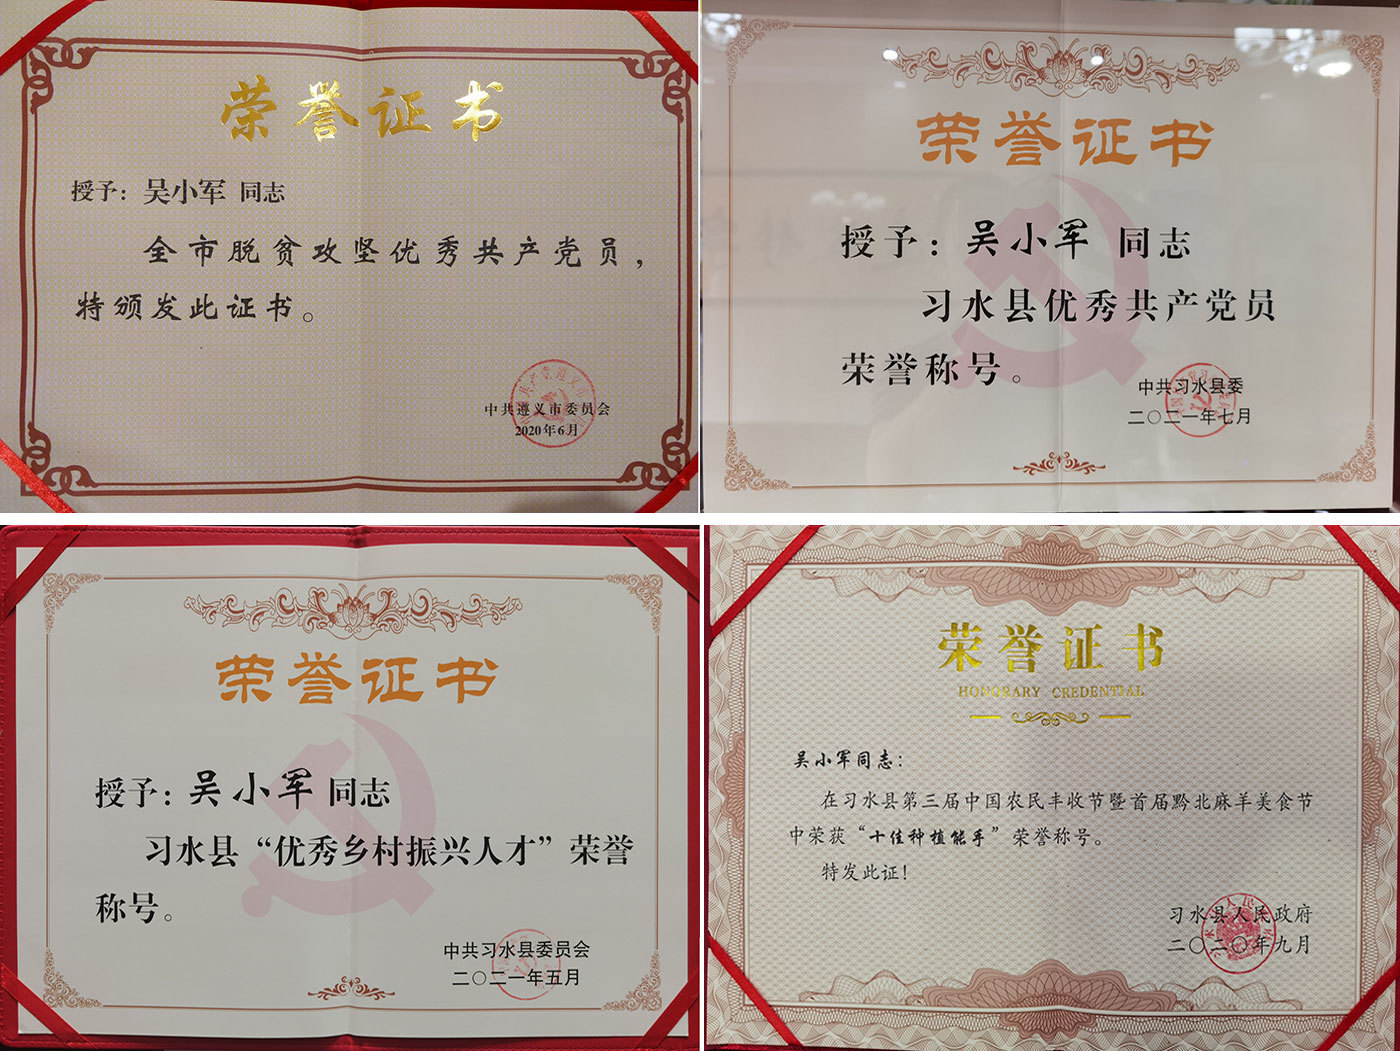 荣誉证书
授予：吴小军 同志
全市脱贫攻坚优秀共产党员，
特颁发此证书。
中共遵义市委员会
2020年6月
荣誉证书
授予：吴小军 同志
习水县优秀共产党员
荣誉称号。
中共习水县委
二〇二一年七月
荣誉证书
授予：吴小军 同志
习水县“优秀乡村振兴人才”荣誉
称号。
中共习水县委员会
二〇二一年五月
荣誉证书
HONORARY CREDENTIAL
吴小军同志：
在习水县第三届中国农民丰收节暨首届黔北麻羊美食节
中荣获“十佳种植能手”荣誉称号。
特发此证！
习水县人民政府
二〇二〇年九月